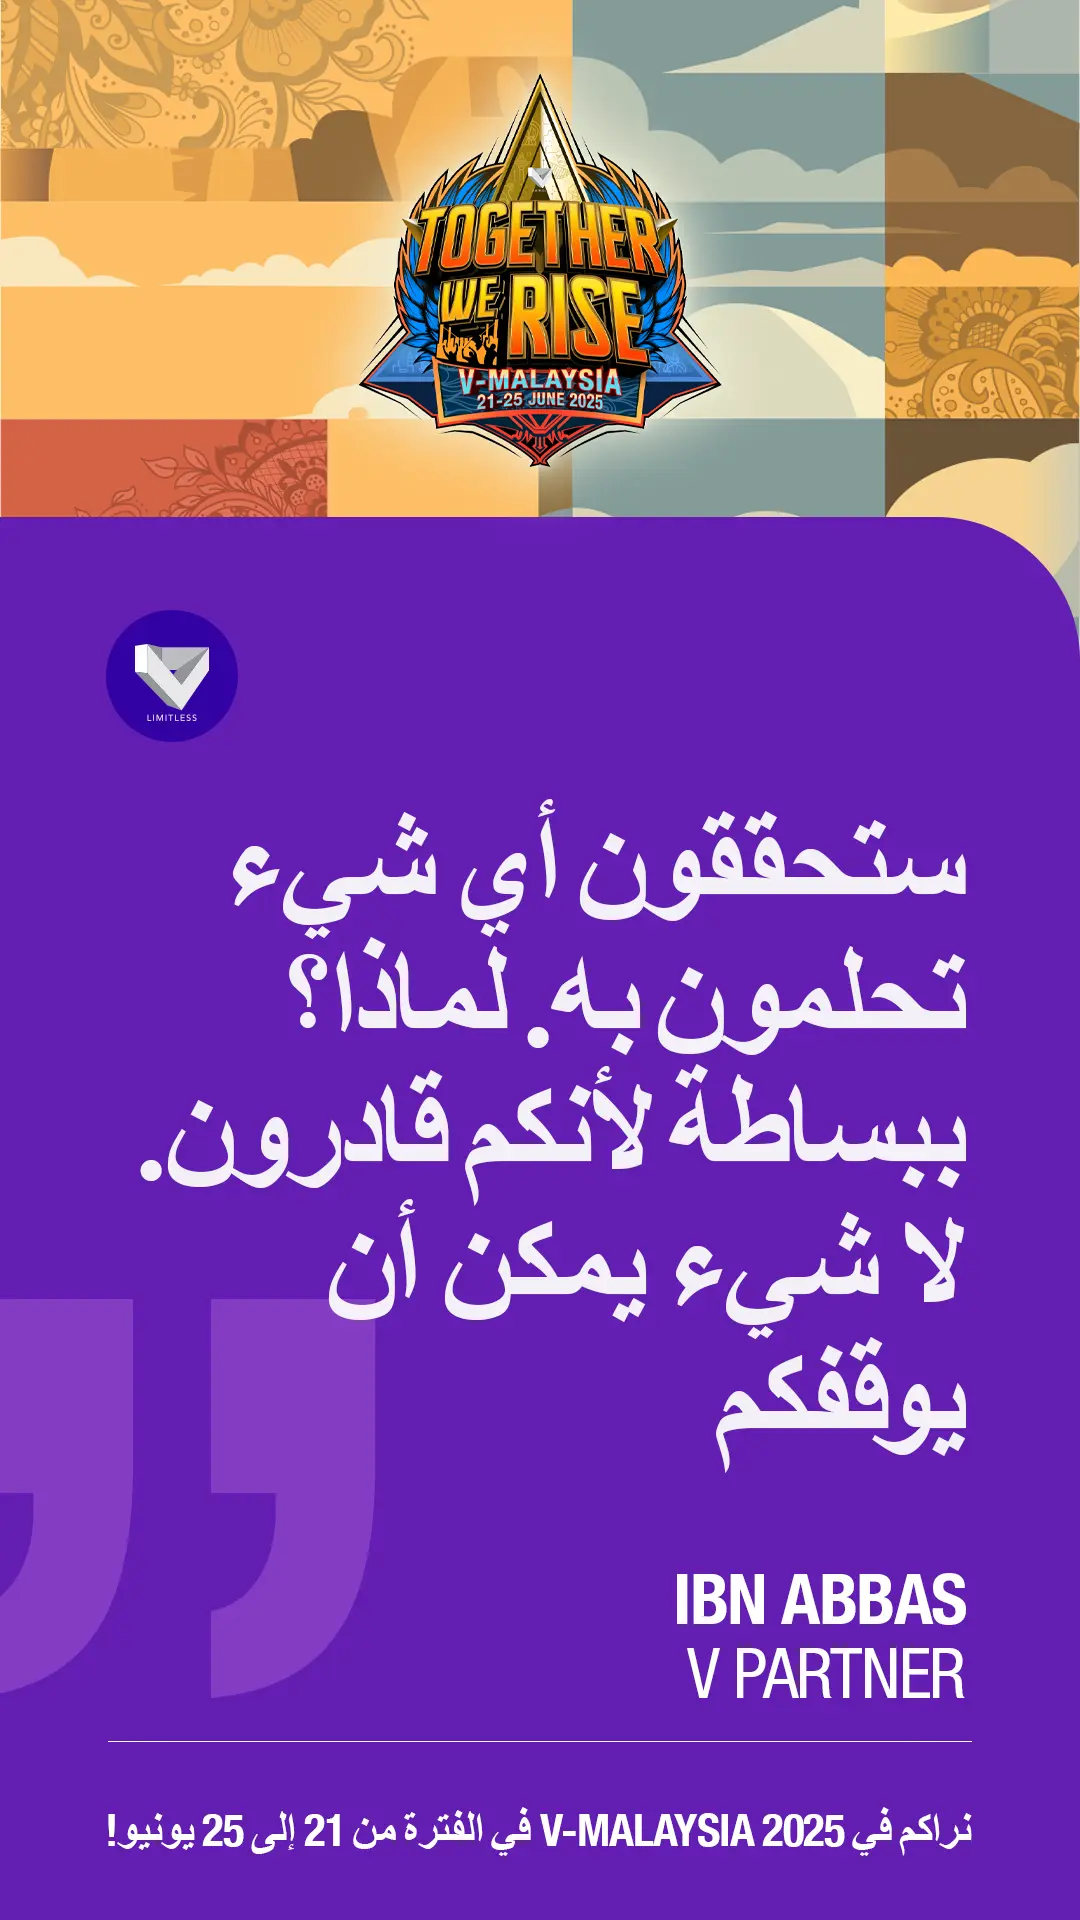 TOGETHER
WE RISE
V-MALAYSIA
21-25 JUNE 2025
LIMITLESS
ستحققون أي شيء
تحلمون به. لماذا؟
ببساطة لأنكم قادرون.
لا شيء يمكن أن
يوقفكم
IBN ABBAS
V PARTNER
نراكم في V-MALAYSIA 2025 في الفترة من 21 إلى 25 يونيو!